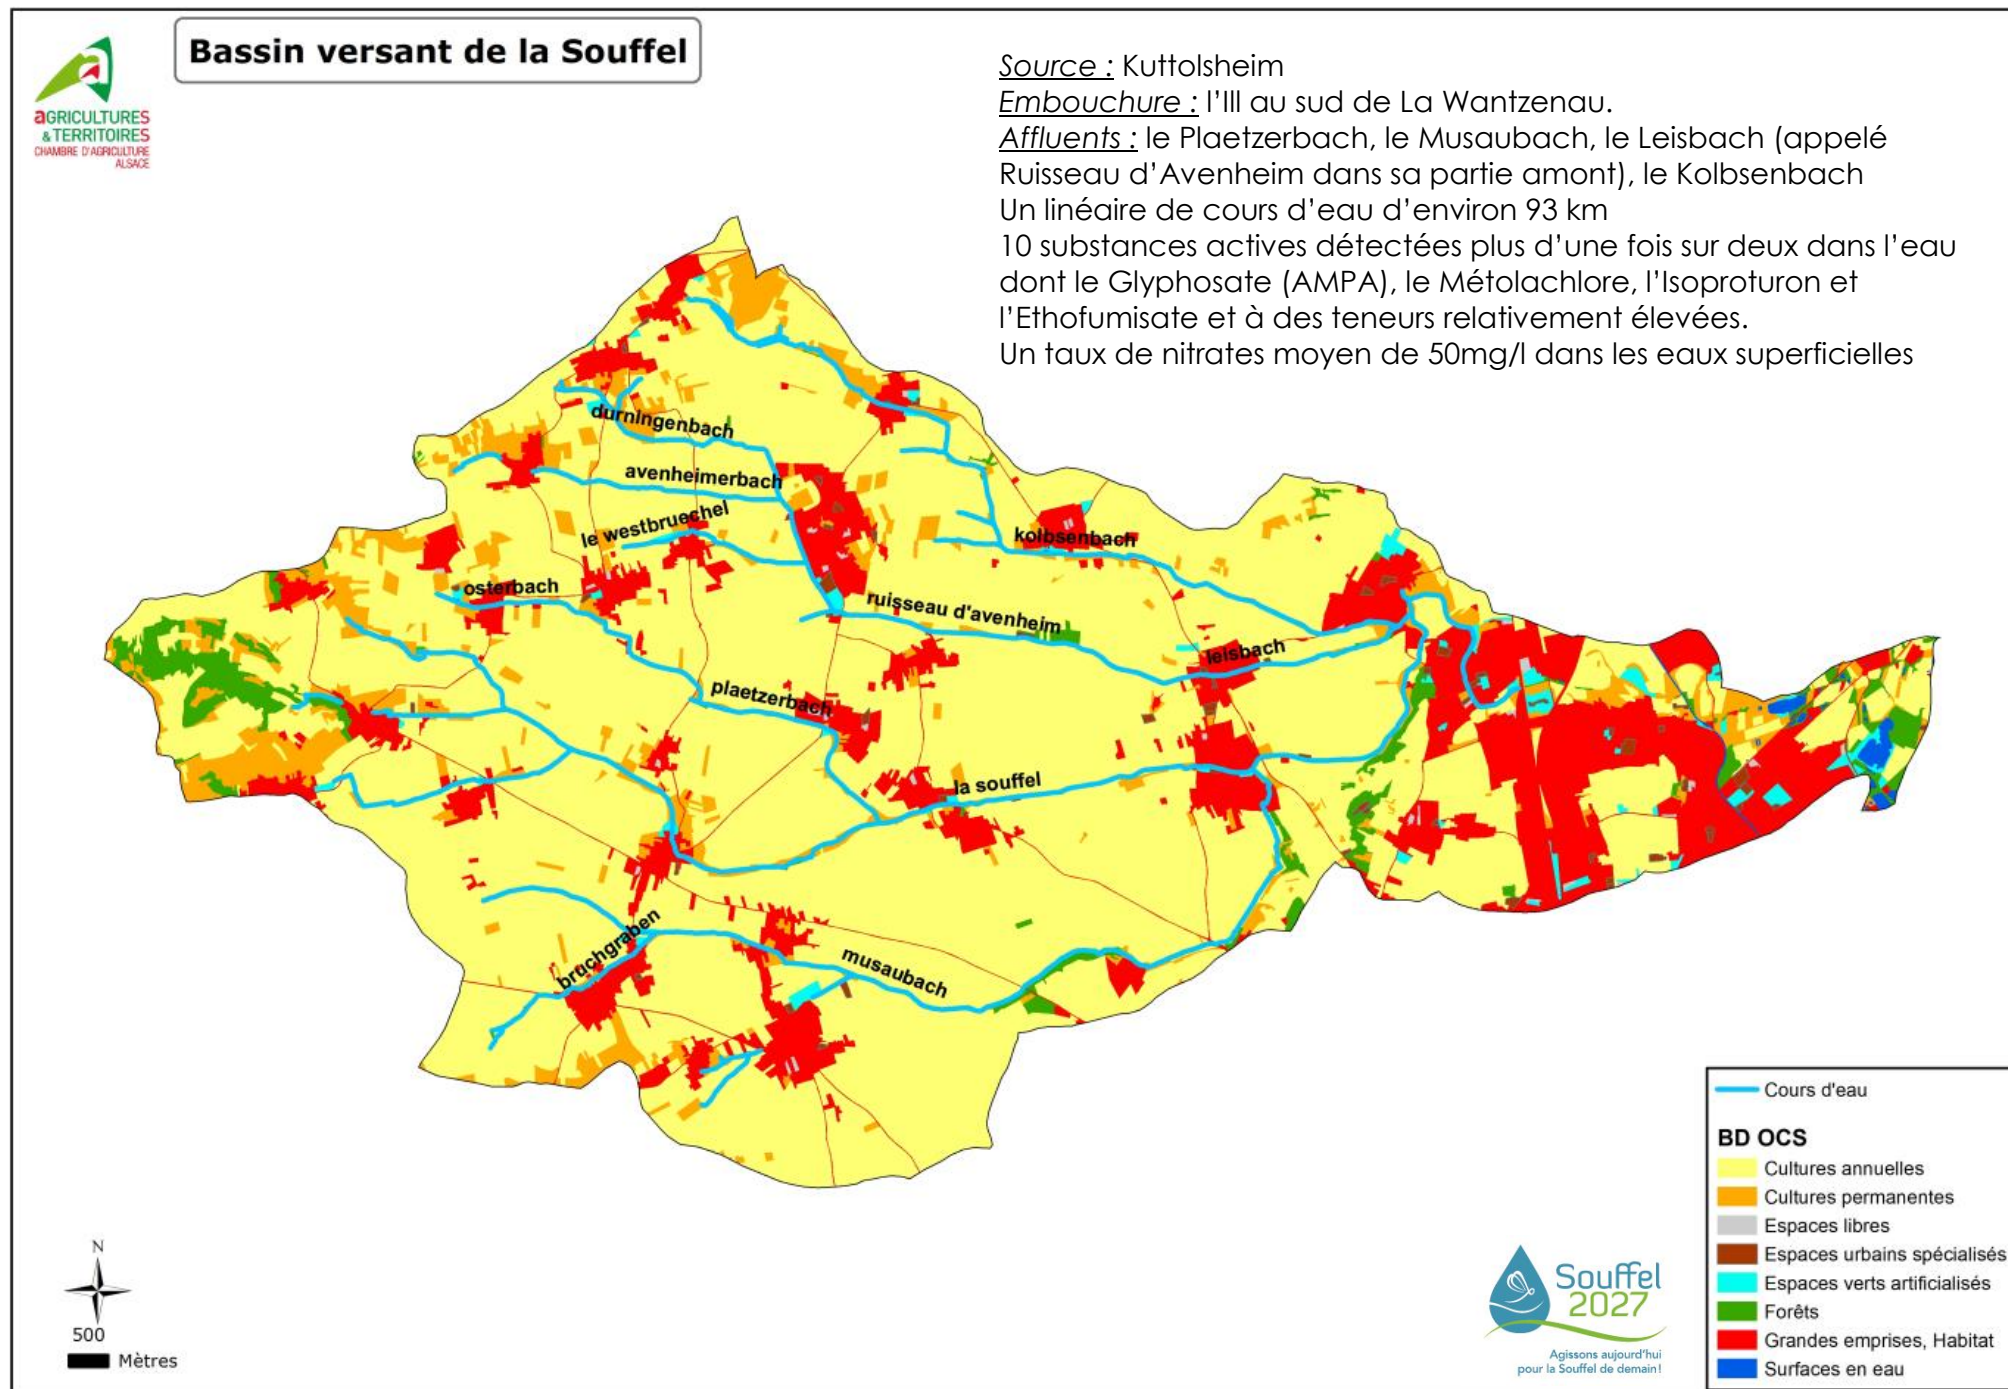 Bassin versant de la Souffel
aGRICULTURES
& TERRITOIRES
CHAMBRE D'AGRICULTURE
ALSACE
Source : Kuttolsheim
Embouchure : l'Ill au sud de La Wantzenau.
Affluents : le Plaetzerbach, le Musaubach, le Leisbach (appelé
Ruisseau d'Avenheim dans sa partie amont), le Kolbsenbach
Un linéaire de cours d'eau d'environ 93 km
10 substances actives détectées plus d'une fois sur deux dans l'eau
dont le Glyphosate (AMPA), le Métolachlore, l'Isoproturon et
l'Ethofumisate et à des teneurs relativement élevées.
Un taux de nitrates moyen de 50mg/l dans les eaux superficielles
durningenbach
avenheimerbach
le westbruechel
kolbsenbach
osterbach
ruisseau d'avenheim
leisbach
plaetzerbach
la souffel
bruchgraben
musaubach
N
500
Mètres
Souffel
2027
Agissons aujourd'hui
pour la Souffel de demain!
Cours d'eau
BD OCS
Cultures annuelles
Cultures permanentes
Espaces libres
Espaces urbains spécialisés
Espaces verts artificialisés
Forêts
Grandes emprises, Habitat
Surfaces en eau